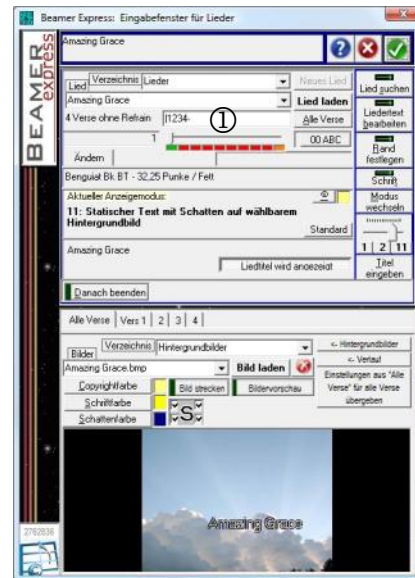 Beamer Express: Eingabefenster für Lieder
BEAMER express
Amazing Grace
Lied
Verzeichnis
Lieder
Neues Lied
Amazing Grace
Lied laden
4 Verse ohne Refrain
1234-
①
Alle Verse
1
00 ABC
Ändern
Benguiat Bk BT - 32,25 Punke / Fett
Aktueller Anzeigemodus:
11: Statischer Text mit Schatten auf wählbarem
Hintergrundbild
Standard
Amazing Grace
Liedtitel wird angezeigt
Danach beenden
Lied suchen
Liedertext
bearbeiten
Rand
festlegen
Schrift
Modus
wechseln
1 2 11
Titel
eingeben
Alle Verse Vers 1 2 3 4
Bilder
Verzeichnis
Hintergrundbilder
Amazing Grace.bmp
Bild laden
Copyrightfarbe
Bild strecken
Bildervorschau
Schriftfarbe
Schattenfarbe
S
<- Hintergrundbilder
<- Verlauf
Einstellungen aus "Alle
Verse" für alle Verse
übergeben
Amazing Grace
2762836